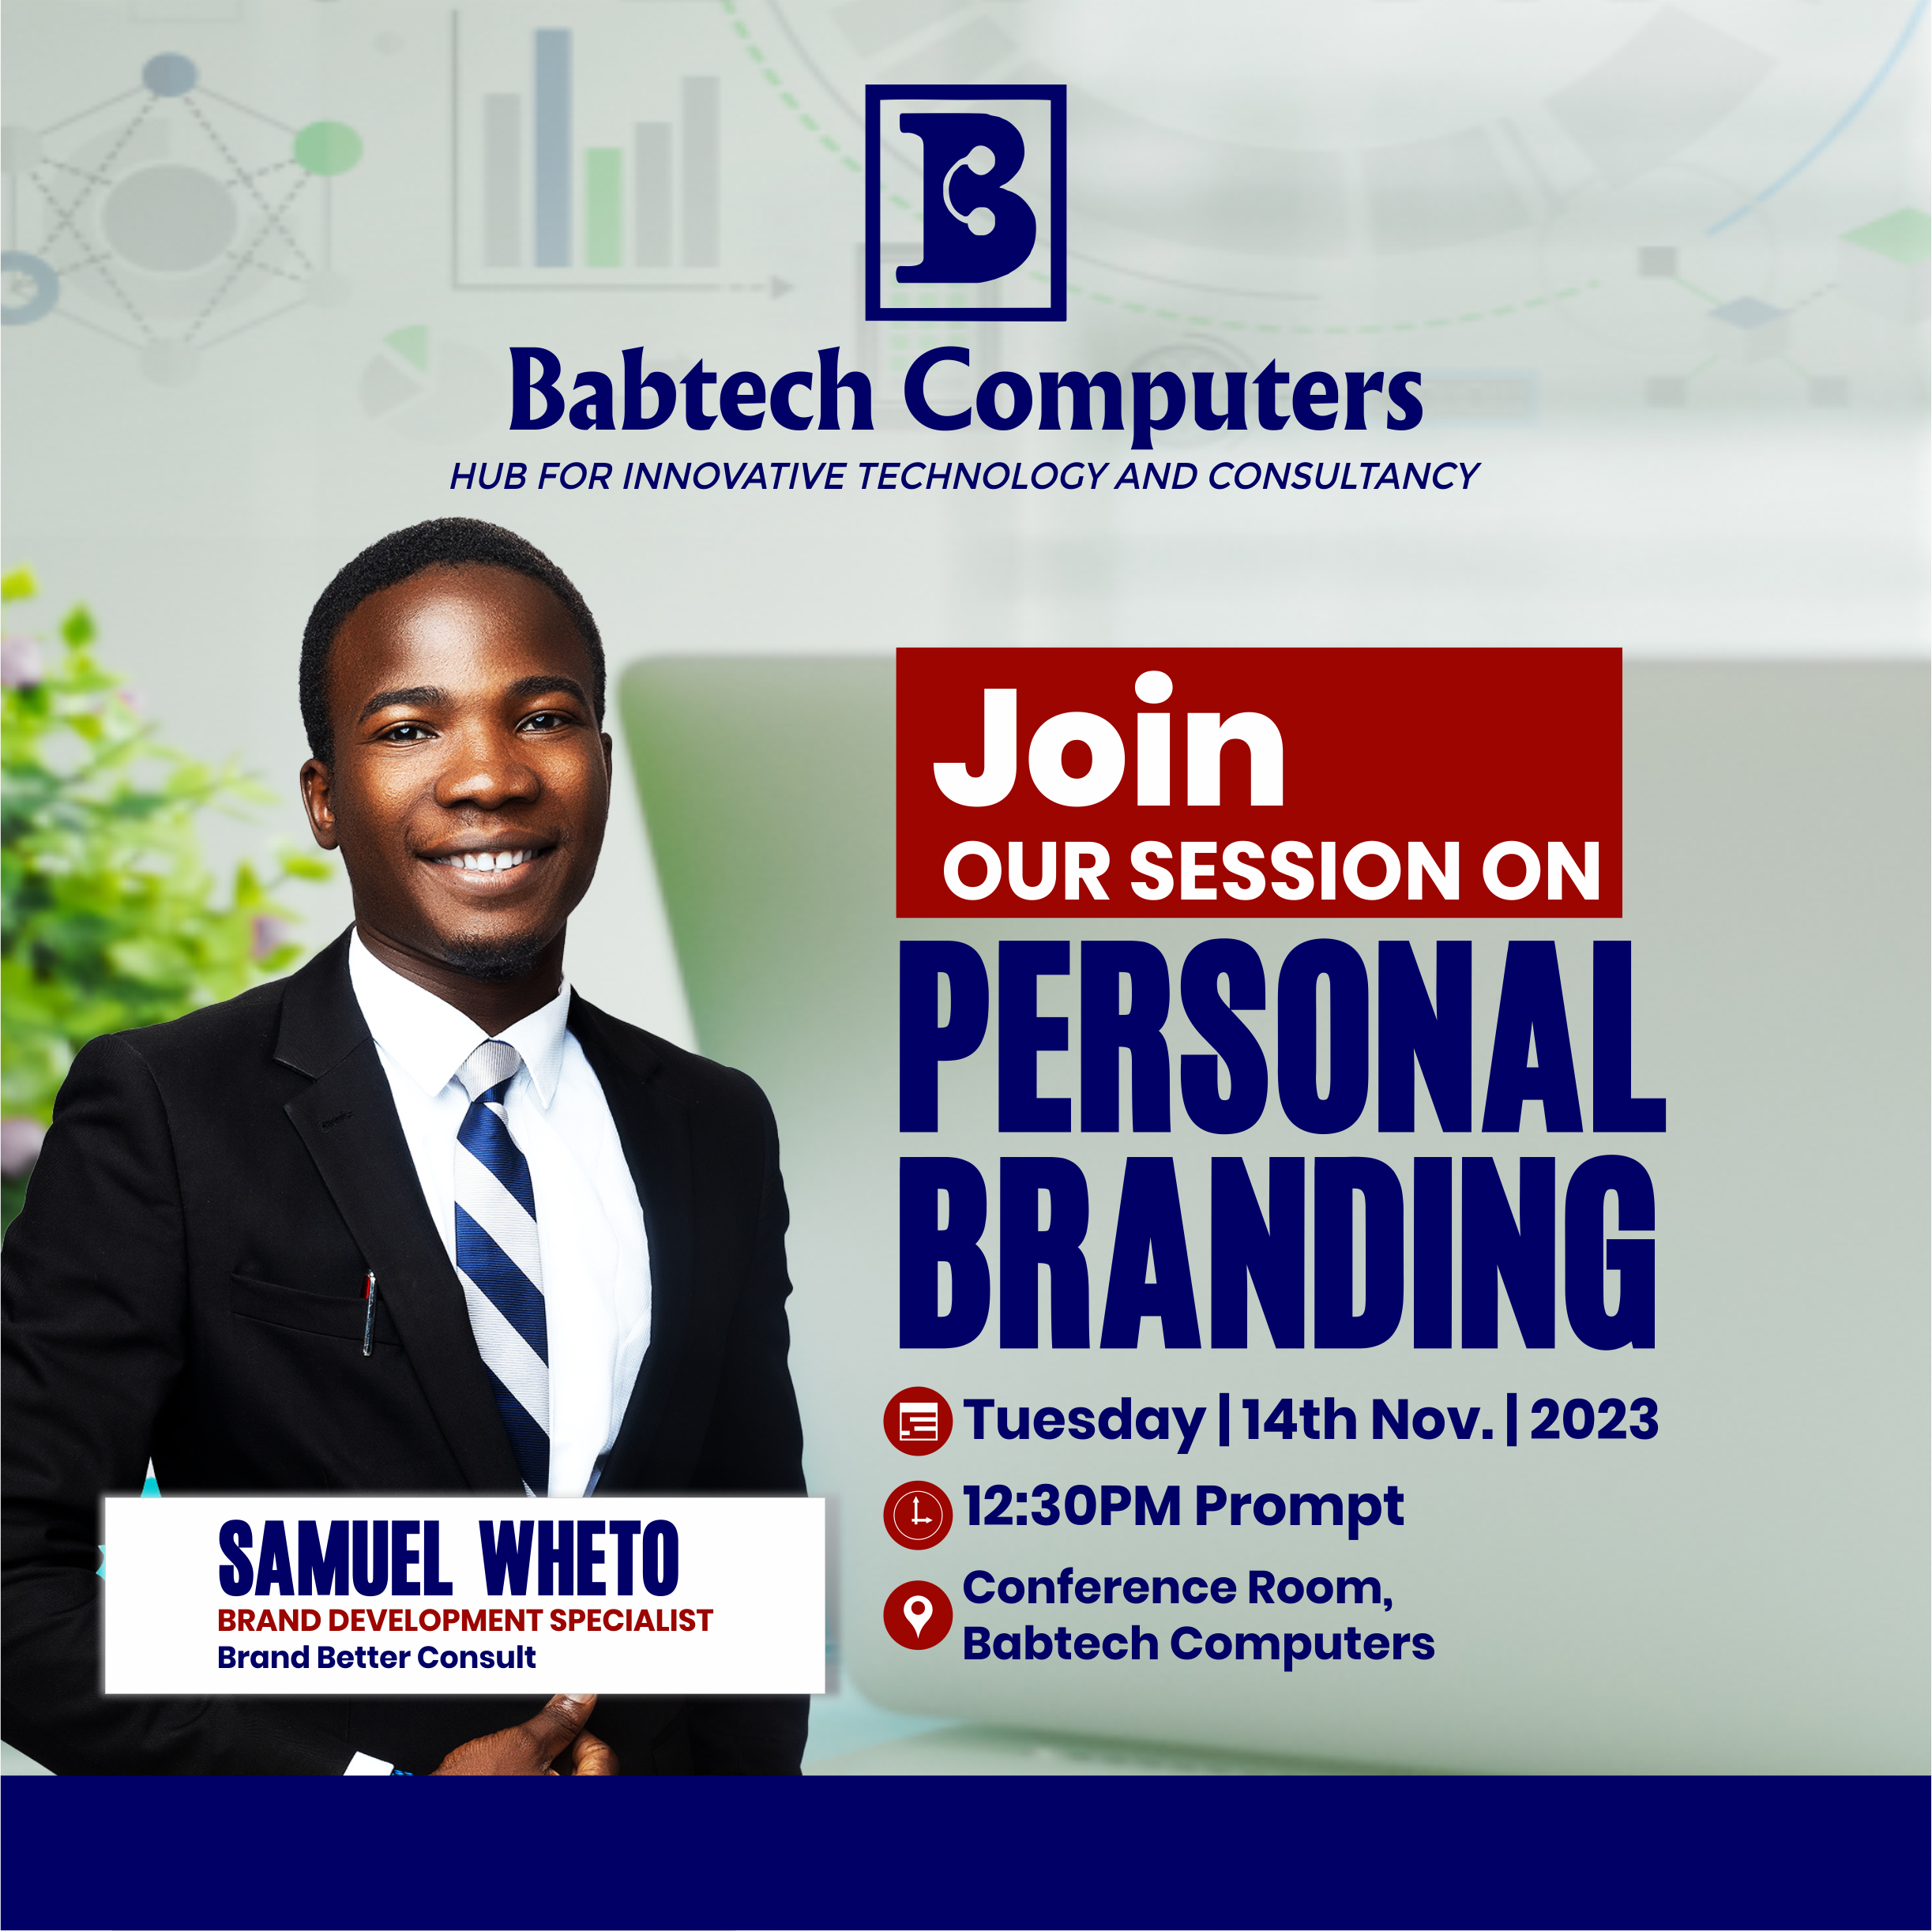 B
Babtech Computers
HUB FOR INNOVATIVE TECHNOLOGY AND CONSULTANCY
Join
OUR SESSION ON
PERSONAL
BRANDING
Tuesday | 14th Nov. | 2023
12:30PM Prompt
Conference Room,
Babtech Computers
SAMUEL WHETO
BRAND DEVELOPMENT SPECIALIST
Brand Better Consult